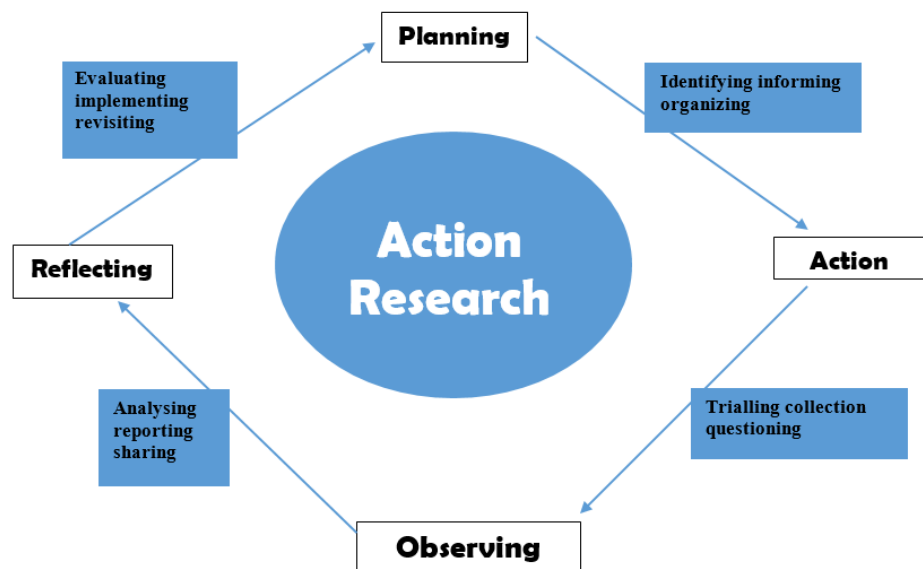 Planning
Evaluating
implementing
revisiting
Identifying informing
organizing
Action
Research
Reflecting
Action
Analysing
reporting
sharing
Trialling collection
questioning
Observing